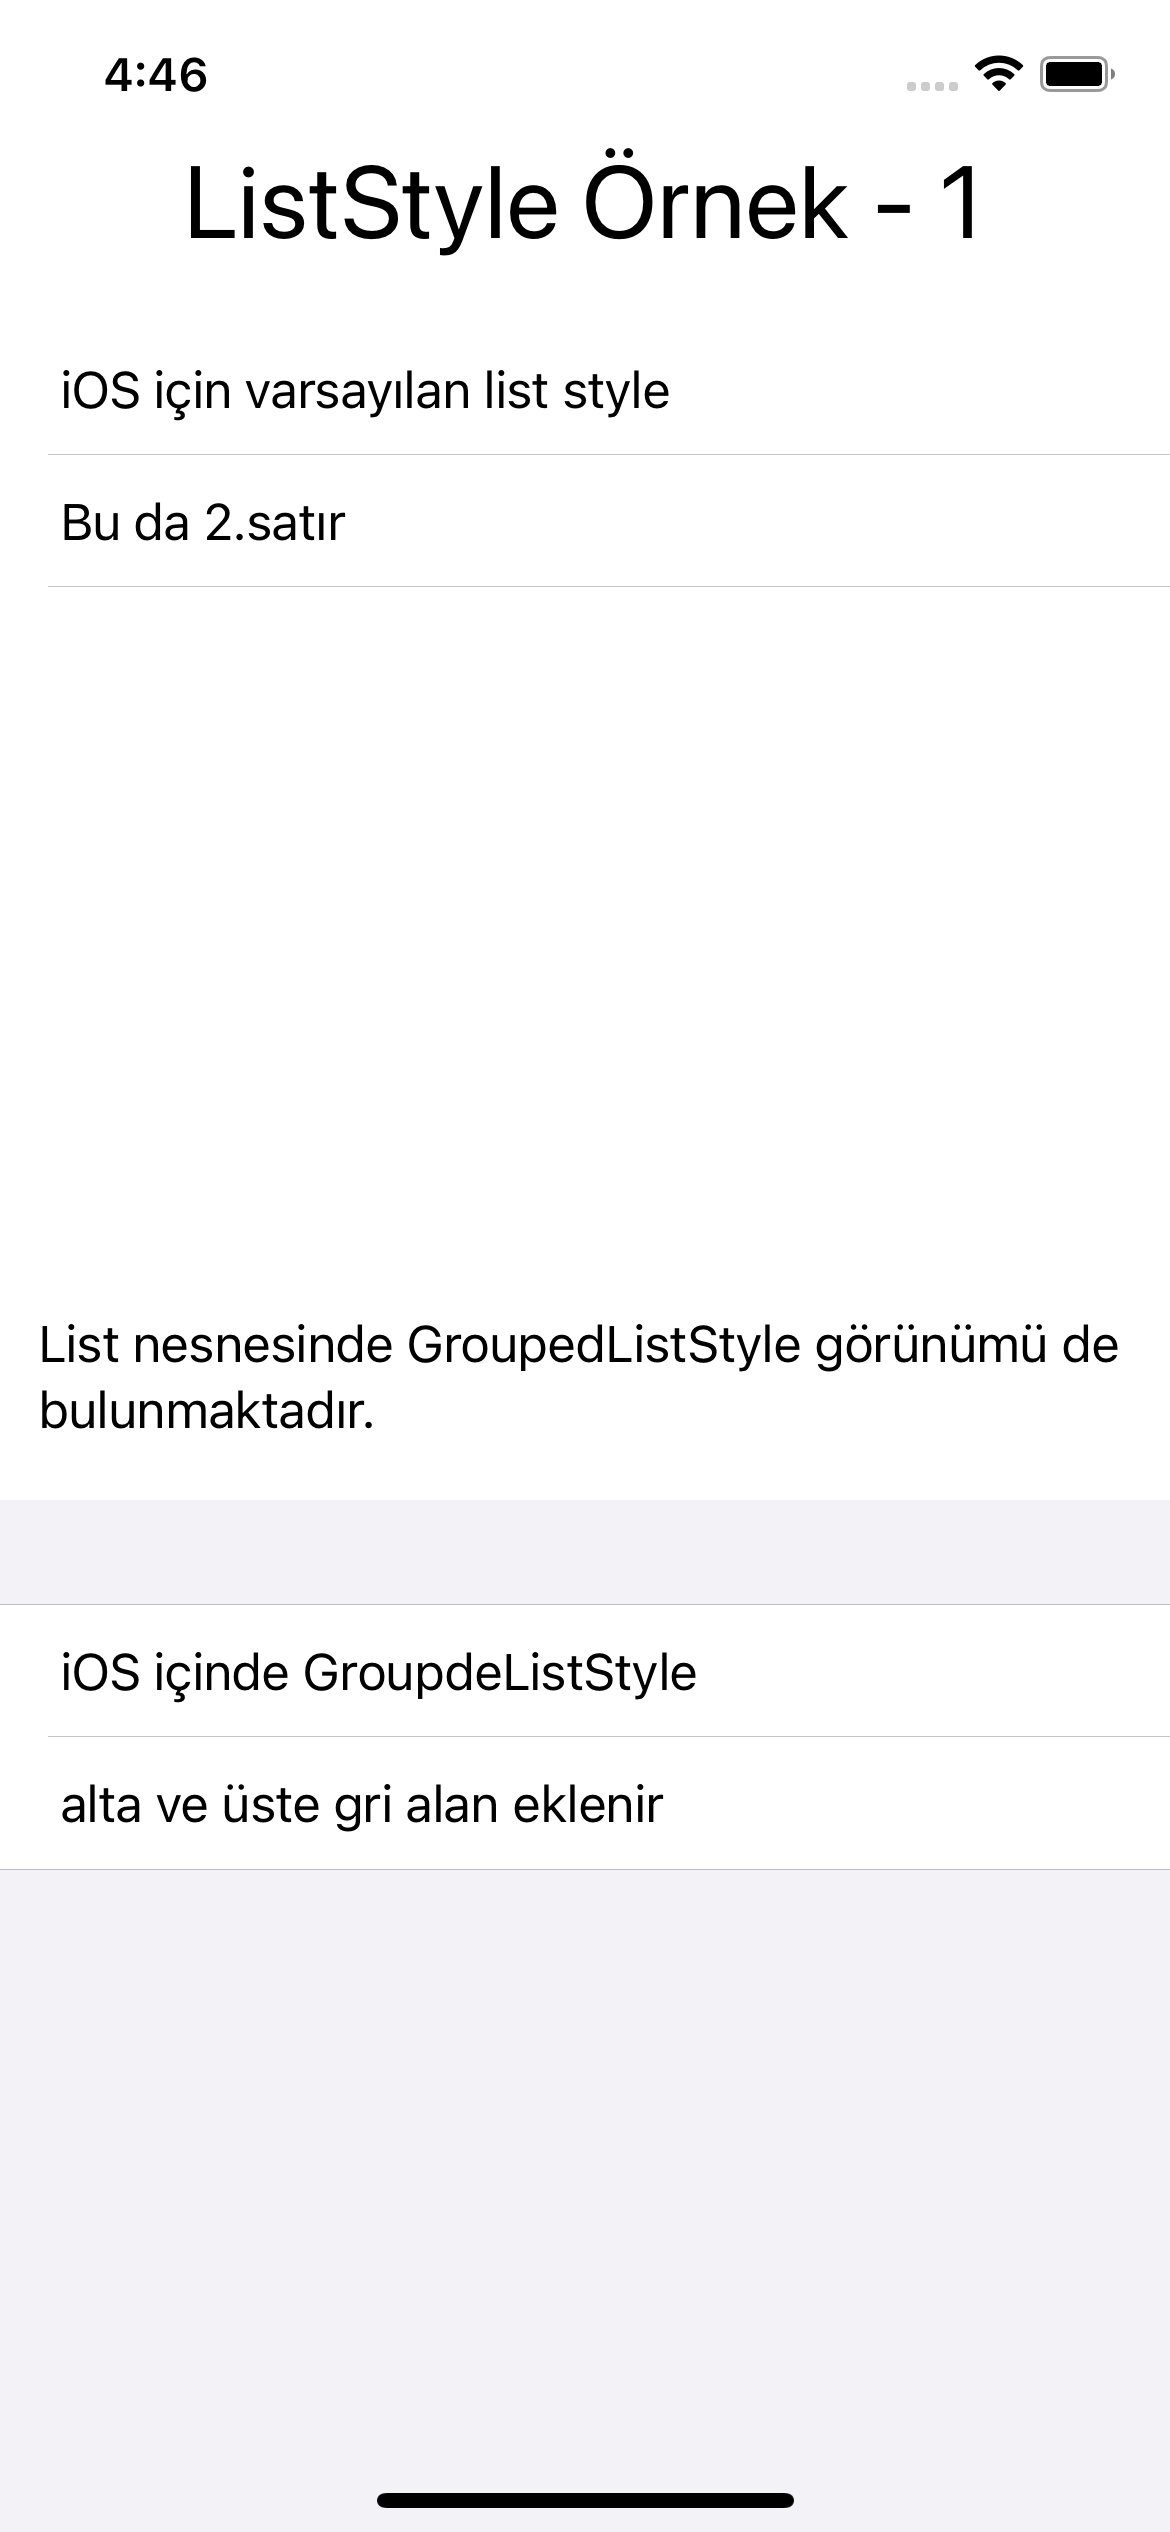 4:46
ListStyle Örnek - 1
iOS için varsayılan list style
Bu da 2.satır
List nesnesinde GroupedListStyle görünümü de
bulunmaktadır.
iOS içinde GroupdeListStyle
alta ve üste gri alan eklenir